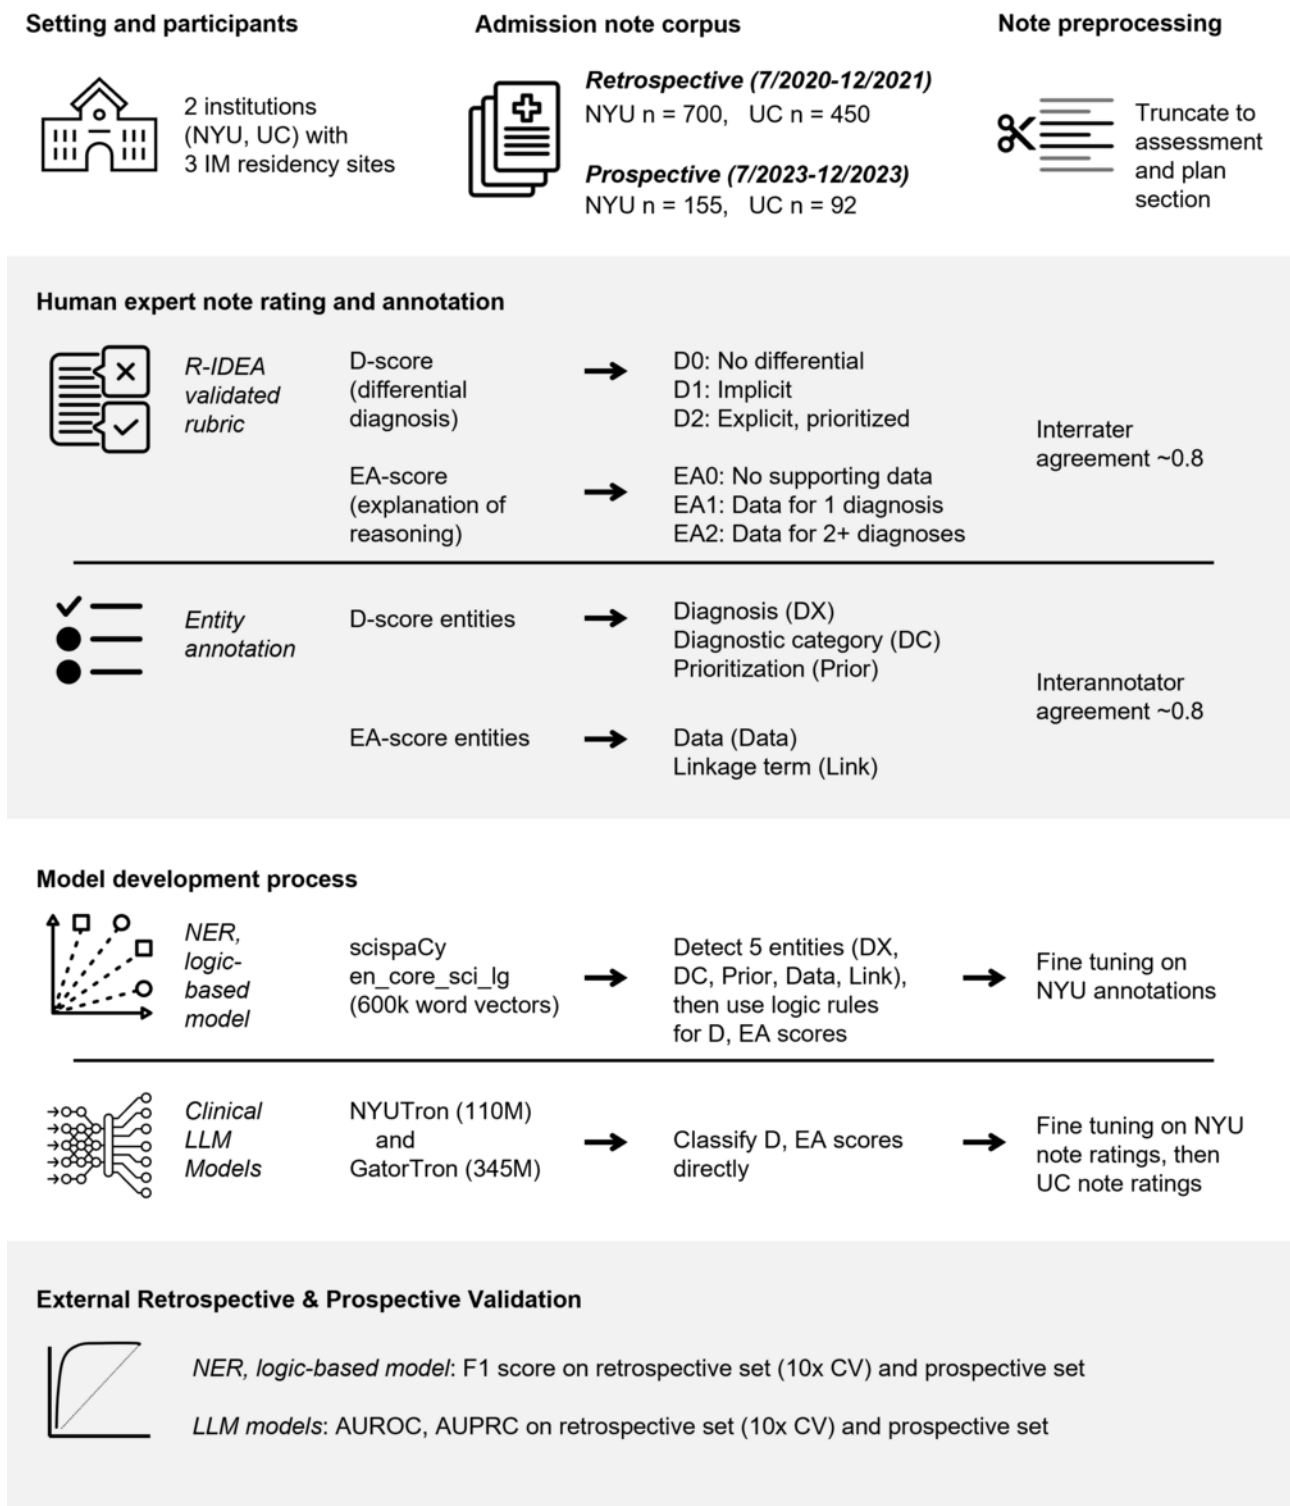 Setting and participants
2 institutions
(NYU, UC) with
3 IM residency sites
Admission note corpus
Retrospective (7/2020-12/2021)
NYU n = 700, UC n = 450
Prospective (7/2023-12/2023)
NYU n = 155, UC n = 92
Note preprocessing
Truncate to
assessment
and plan
section
Human expert note rating and annotation
R-IDEA
validated
rubric
D-score
(differential
diagnosis)
D0: No differential
D1: Implicit
D2: Explicit, prioritized
EA-score
(explanation of
reasoning)
EA0: No supporting data
EA1: Data for 1 diagnosis
EA2: Data for 2+ diagnoses
Interrater
agreement ~0.8
Entity
annotation
D-score entities
Diagnosis (DX)
Diagnostic category (DC)
Prioritization (Prior)
EA-score entities
Data (Data)
Linkage term (Link)
Interannotator
agreement ~0.8
Model development process
NER,
logic-
based
model
scispaCy
en_core_sci_lg
(600k word vectors)
Detect 5 entities (DX,
DC, Prior, Data, Link),
then use logic rules
for D, EA scores
Fine tuning on
NYU annotations
Clinical
LLM
Models
NYUTron (110M)
and
GatorTron (345M)
Classify D, EA scores
directly
Fine tuning on NYU
note ratings, then
UC note ratings
External Retrospective & Prospective Validation
NER, logic-based model: F1 score on retrospective set (10x CV) and prospective set
LLM models: AUROC, AUPRC on retrospective set (10x CV) and prospective set